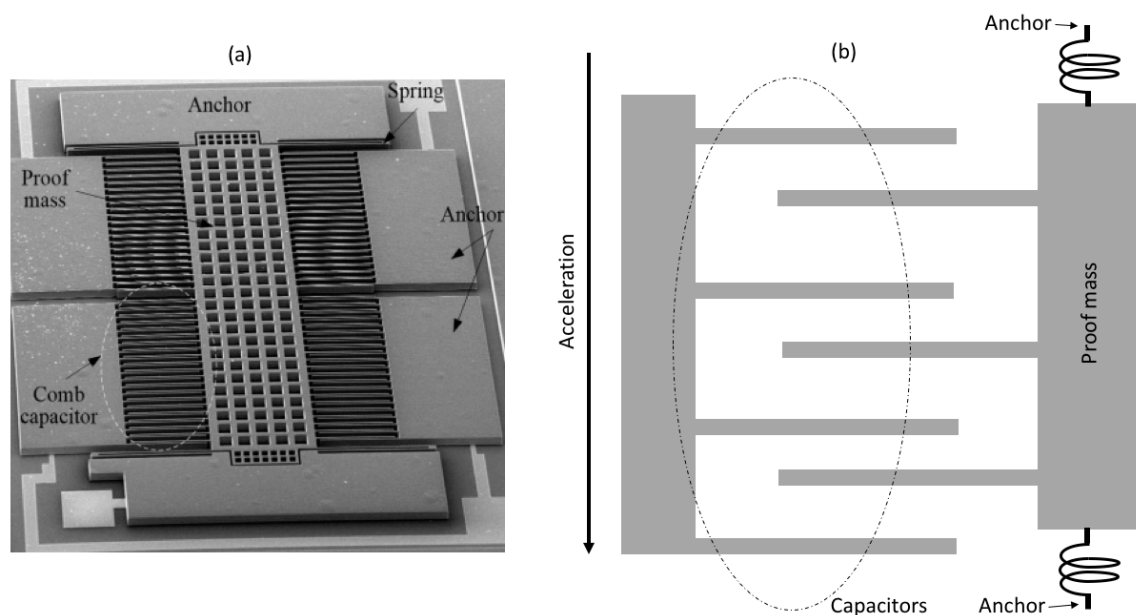 (a)
Anchor
Spring
Proof
mass
Anchor
Comb
capacitor
(b)
Anchor
Acceleration
Proof mass
Capacitors
Anchor